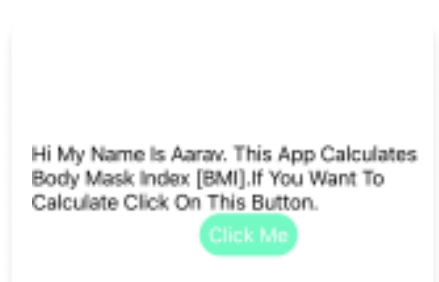 Hi My Name Is Aarav. This App Calculates
Body Mask Index [BMI].If You Want To
Calculate Click On This Button.
Click Me